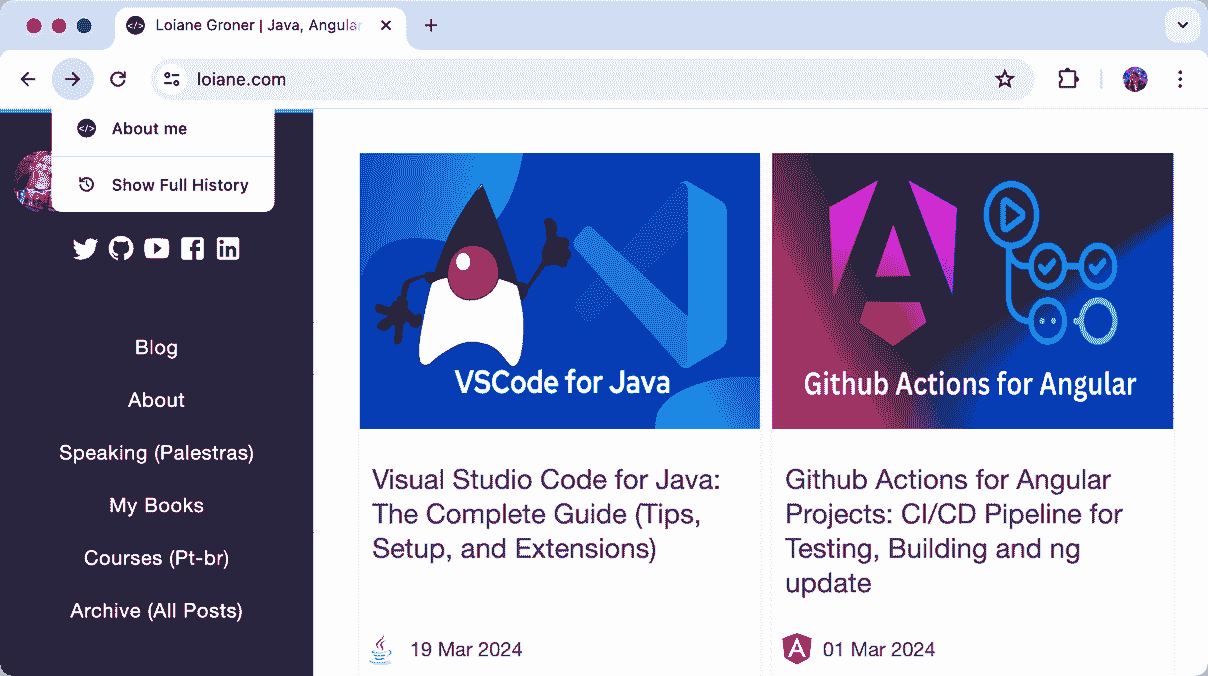 Loiane Groner | Java, Angular
loiane.com
About me
Show Full History
Blog
About
Speaking (Palestras)
My Books
Courses (Pt-br)
Archive (All Posts)
VSCode for Java
Visual Studio Code for Java:
The Complete Guide (Tips,
Setup, and Extensions)
19 Mar 2024
Github Actions for Angular
Github Actions for Angular
Projects: CI/CD Pipeline for
Testing, Building and ng
update
01 Mar 2024